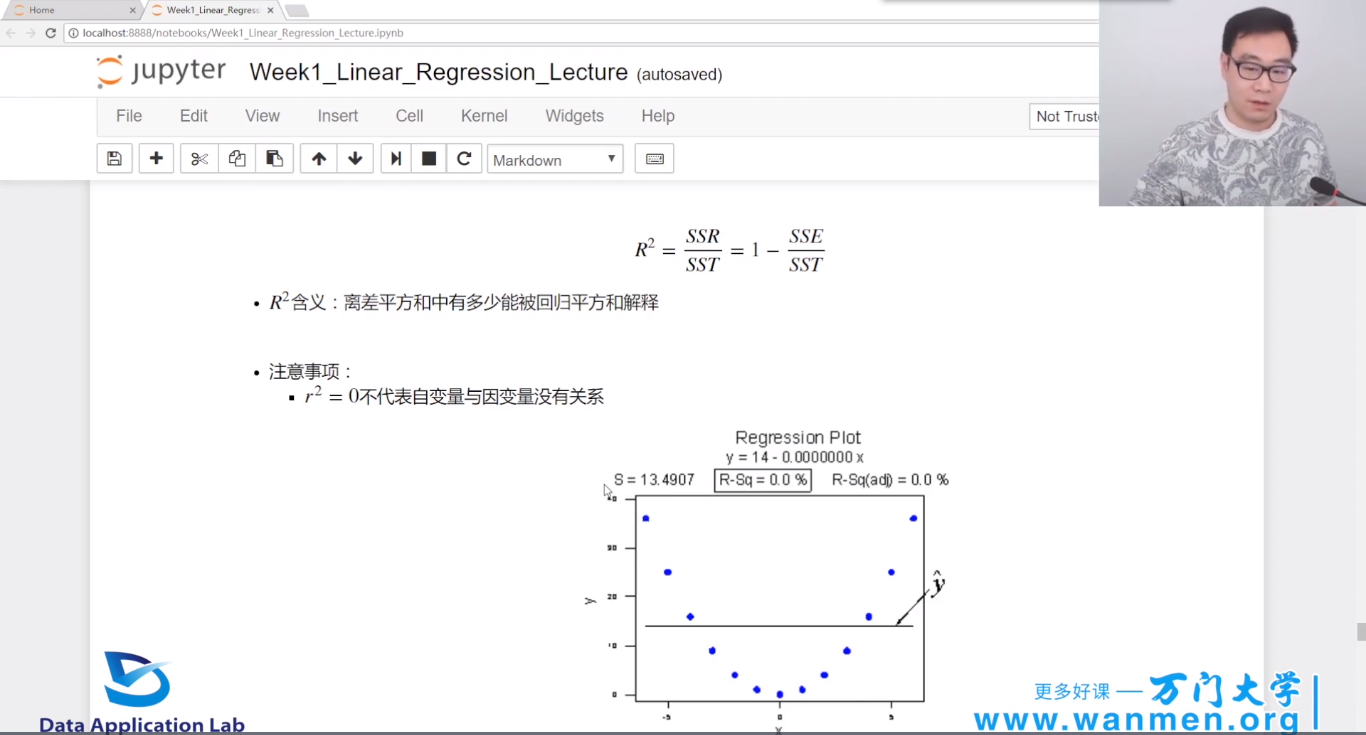 Home
Week1_Linear_Regress
localhost:8888/notebooks/Week1_Linear_Regression_Lecture.ipynb
jupyter Week1_Linear_Regression_Lecture (autosaved)
File Edit View Insert Cell Kernel Widgets Help Not Truste
Markdown
R² = SSR/SST = 1 − SSE/SST
• R²含义：离差平方和中有多少能被回归平方和解释
• 注意事项：
▪ r² = 0不代表自变量与因变量没有关系
Regression Plot
y = 14 - 0.0000000 x
S = 13.4907 R-Sq = 0.0 % R-Sq(adj) = 0.0 %
40
30
20
10
0
y
ŷ
-5 0 5
x
Data Application Lab
更多好课 — 万门大学
www.wanmen.org